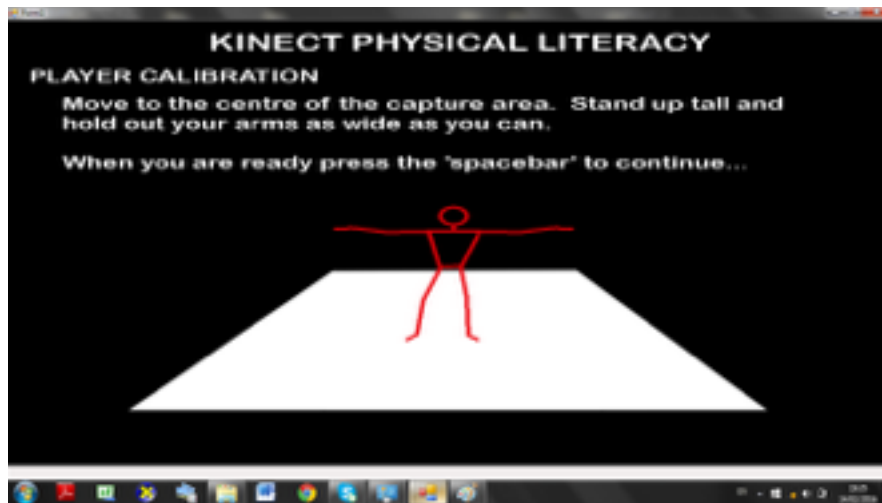 KINECT PHYSICAL LITERACY
PLAYER CALIBRATION
Move to the centre of the capture area. Stand up tall and
hold out your arms as wide as you can.
When you are ready press the 'spacebar' to continue...